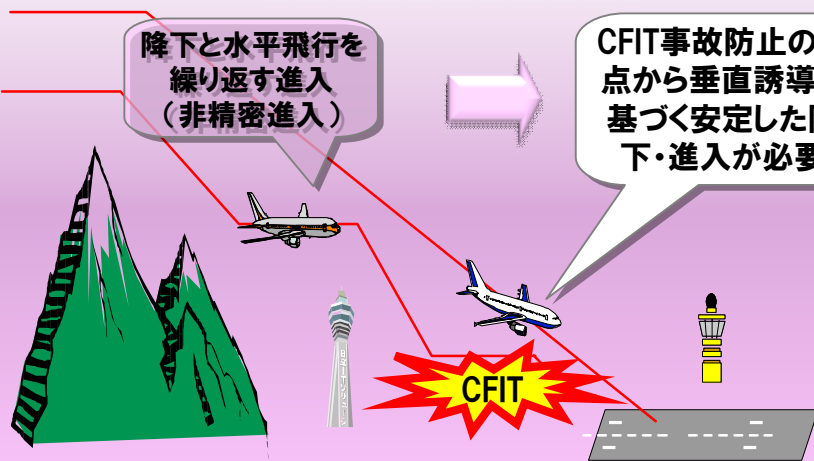 降下と水平飛行を
繰り返す進入
（非精密進入）
CFIT事故防止の
点から垂直誘導
基づく安定した
下・進入が必要
CFIT